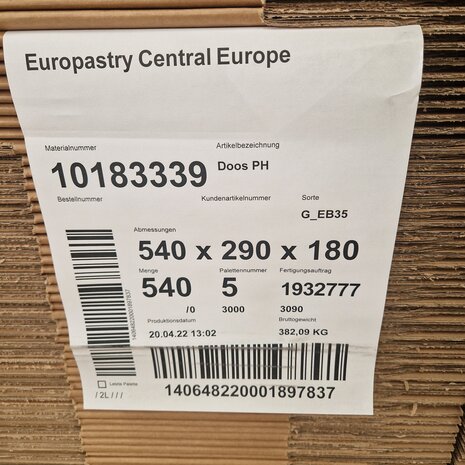 Europastry Central Europe
Materialnummer
Artikelbezeichnung
10183339
Doos PH
Bestellnummer
Kundenartikelnummer
Sorte
G_EB35
Abmessungen
540 x 290 x 180
Menge
Palettennummer
Fertigungsauftrag
540
5
1932777
/0
3000
3090
Produktionsdatum
Bruttogewicht
20.04.22 13:02
382,09 KG
140648220001897837
Letzte Palette
/ 2L / / /
140648220001897837